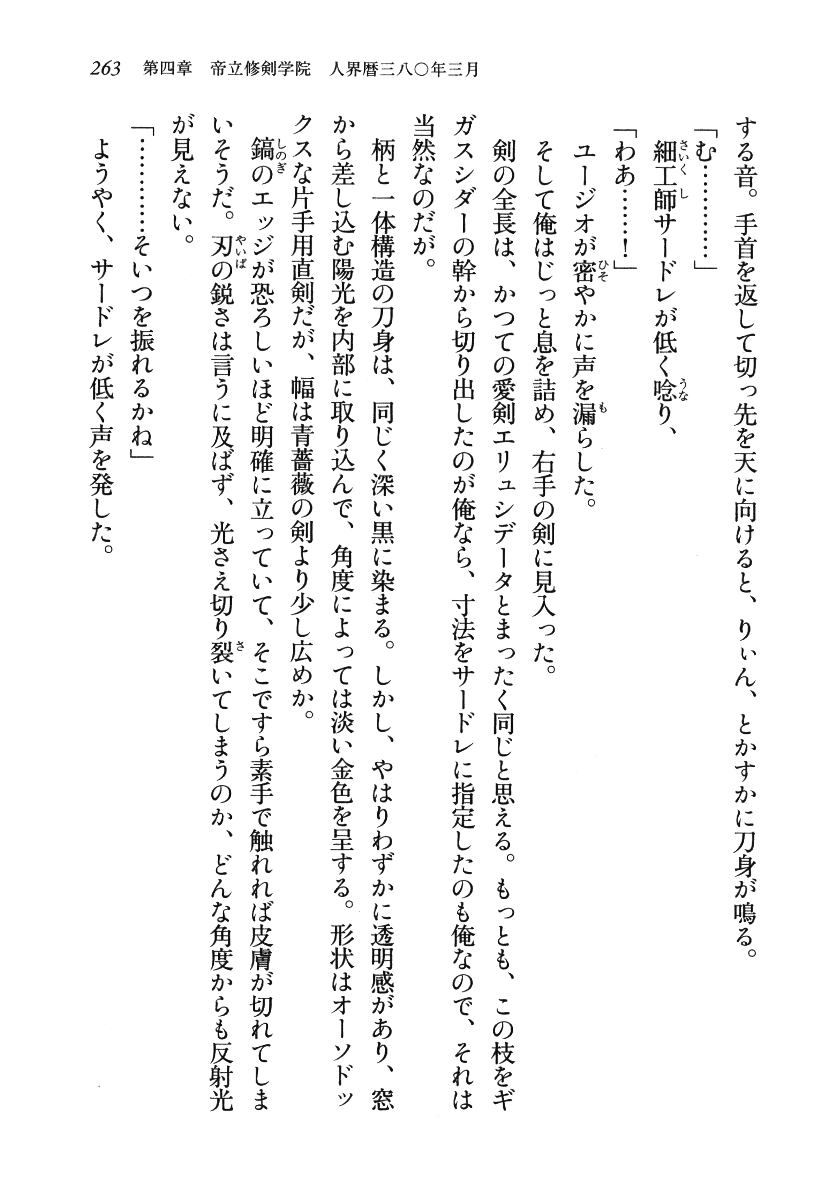 263 第四章 帝立修剣学院 人界暦三八〇年三月
する音。手首を返して切っ先を天に向けると、りぃん、とかすかに刀身が鳴る。
「む…………」
細工師サードレが低く唸り、
「わあ……！」
ユージオが密やかに声を漏らした。
そして俺はじっと息を詰め、右手の剣に見入った。
剣の全長は、かつての愛剣エリュシデータとまったく同じと思える。もっとも、この枝をギ
ガスシダーの幹から切り出したのが俺なら、寸法をサードレに指定したのも俺なので、それは
当然なのだが。
柄と一体構造の刀身は、同じく深い黒に染まる。しかし、やはりわずかに透明感があり、窓
から差し込む陽光を内部に取り込んで、角度によっては淡い金色を呈する。形状はオーソドッ
クスな片手用直剣だが、幅は青薔薇の剣より少し広めか。
鎬のエッジが恐ろしいほど明確に立っていて、そこですら素手で触れれば皮膚が切れてしま
いそうだ。刃の鋭さは言うに及ばず、光さえ切り裂いてしまうのか、どんな角度からも反射光
が見えない。
「…………そいつを振れるかね」
ようやく、サードレが低く声を発した。